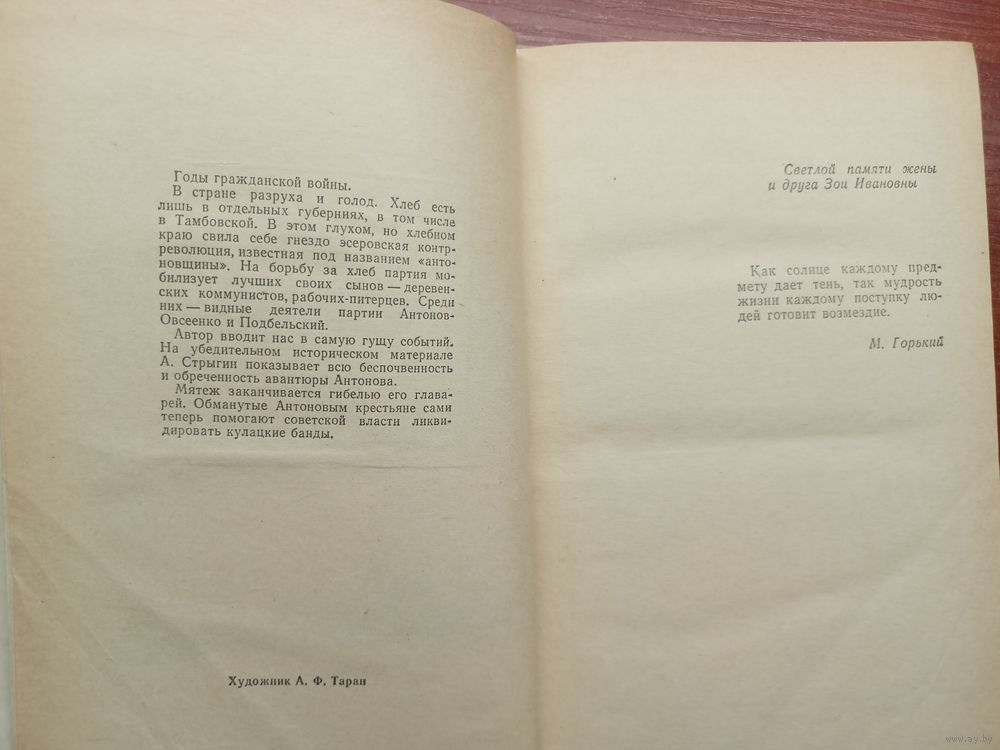 Годы гражданской войны.
В стране разруха и голод. Хлеб есть
лишь в отдельных губерниях, в том числе
в Тамбовской. В этом глухом, но хлебном
краю свила себе гнездо эсеровская контр-
революция, известная под названием «анто-
новщины». На борьбу за хлеб партия мо-
билизует лучших своих сынов — деревен-
ских коммунистов, рабочих-питерцев. Среди
них — видные деятели партии Антонов-
Овсеенко и Подбельский.
Автор вводит нас в самую гущу событий.
На убедительном историческом материале
А. Стрыгин показывает всю беспочвенность
и обреченность авантюры Антонова.
Мятеж заканчивается гибелью его глава-
рей. Обманутые Антоновым крестьяне сами
теперь помогают советской власти ликви-
дировать кулацкие банды.
Художник А. Ф. Таран
Светлой памяти жены
и друга Зои Ивановны
Как солнце каждому пред-
мету дает тень, так мудрость
жизни каждому поступку лю-
дей готовит возмездие.
М. Горький
www.ay.by